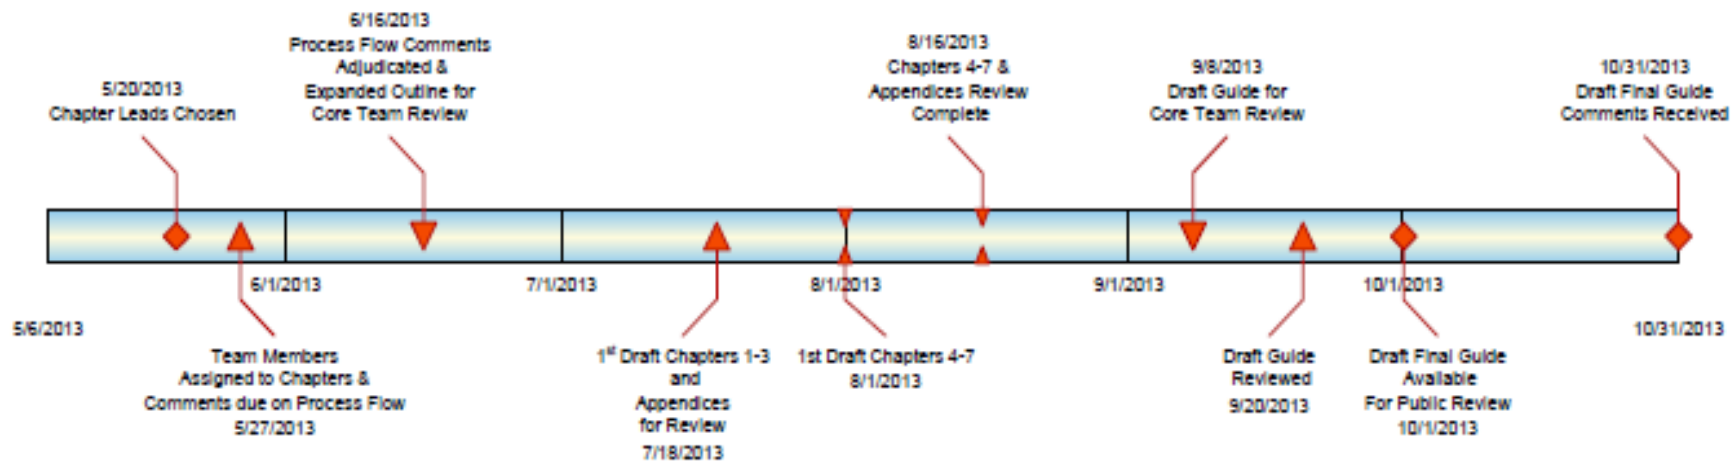 5/20/2013
Chapter Leads Chosen
6/16/2013
Process Flow Comments
Adjudicated &
Expanded Outline for
Core Team Review
8/16/2013
Chapters 4-7 &
Appendices Review
Complete
9/8/2013
Draft Guide for
Core Team Review
10/31/2013
Draft Final Guide
Comments Received
6/1/2013
7/1/2013
8/1/2013
9/1/2013
10/1/2013
5/6/2013
10/31/2013
Team Members
Assigned to Chapters &
Comments due on Process Flow
5/27/2013
1st Draft Chapters 1-3
and
Appendices
for Review
7/18/2013
1st Draft Chapters 4-7
8/1/2013
Draft Guide
Reviewed
9/20/2013
Draft Final Guide
Available
For Public Review
10/1/2013